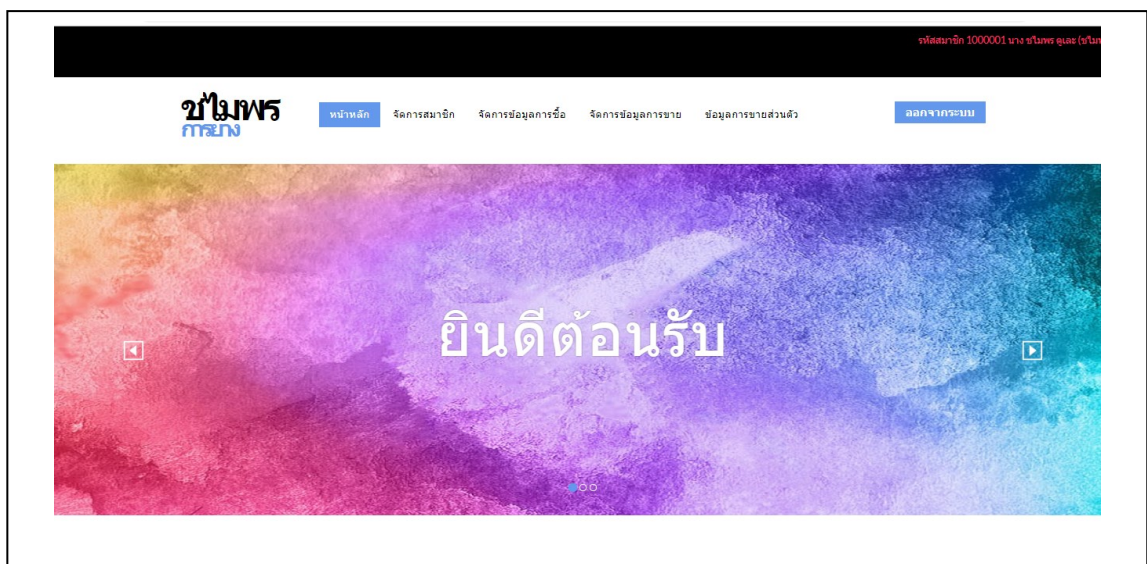 รหัสสมาชิก 1000001 นาง ชไมพร ดูเละ (ชไมพ
ชไมพร
การยาง
หน้าหลัก จัดการสมาชิก จัดการข้อมูลการซื้อ จัดการข้อมูลการขาย ข้อมูลการขายส่วนตัว ออกจากระบบ
ยินดีต้อนรับ